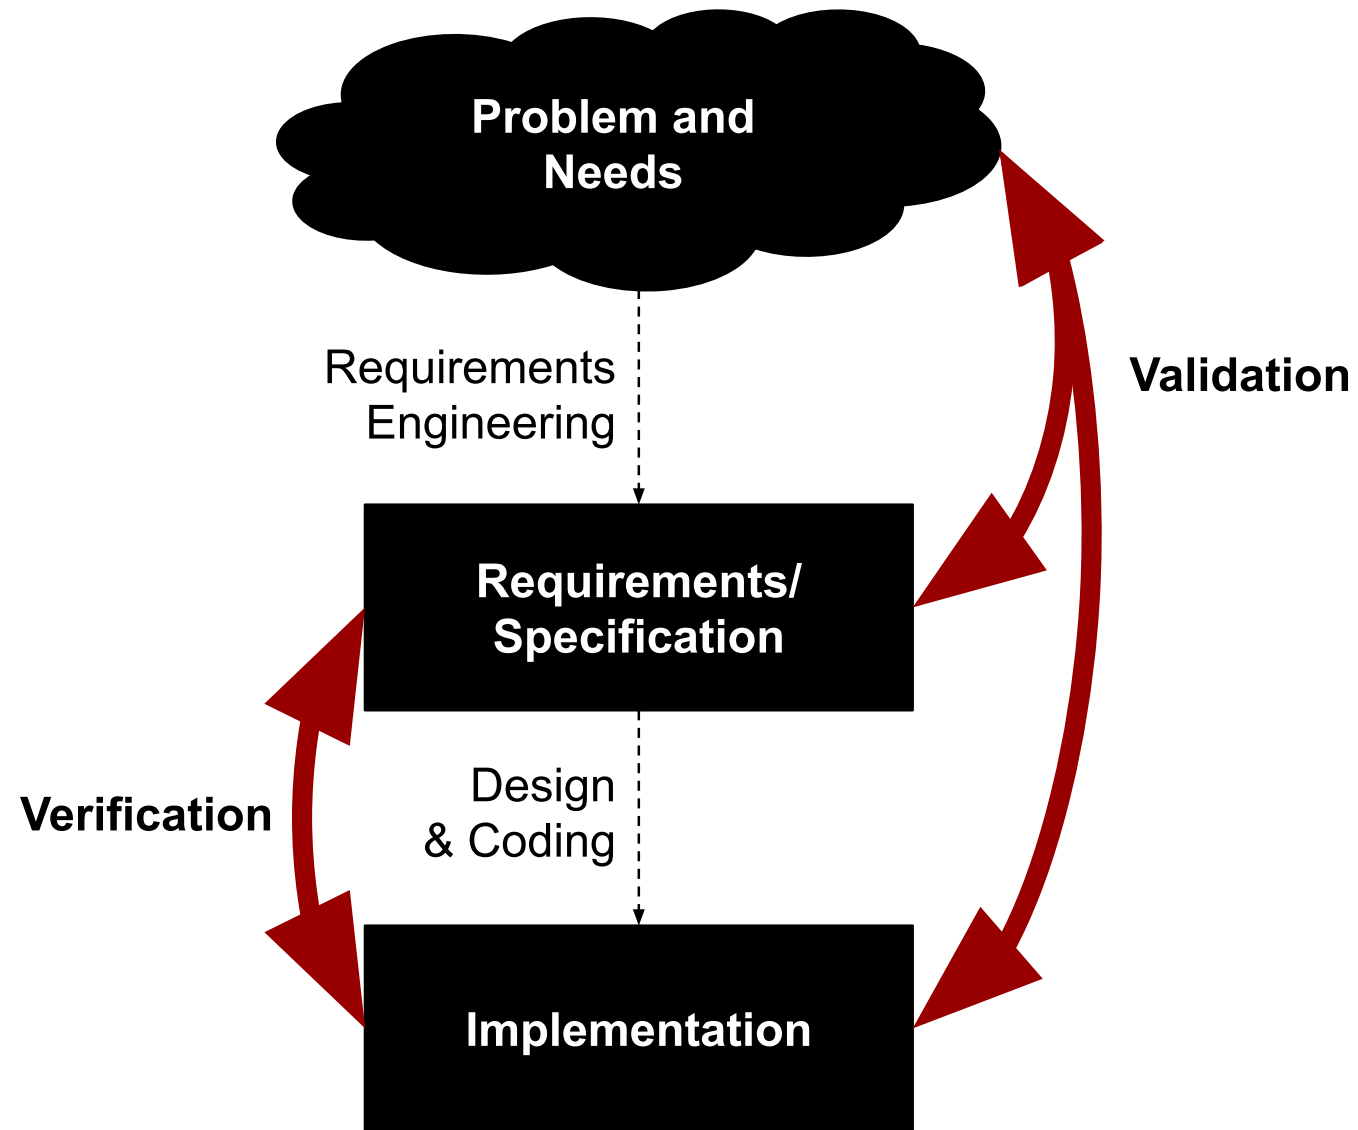 Problem and
Needs
Requirements
Engineering
Validation
Requirements/
Specification
Design
& Coding
Verification
Implementation